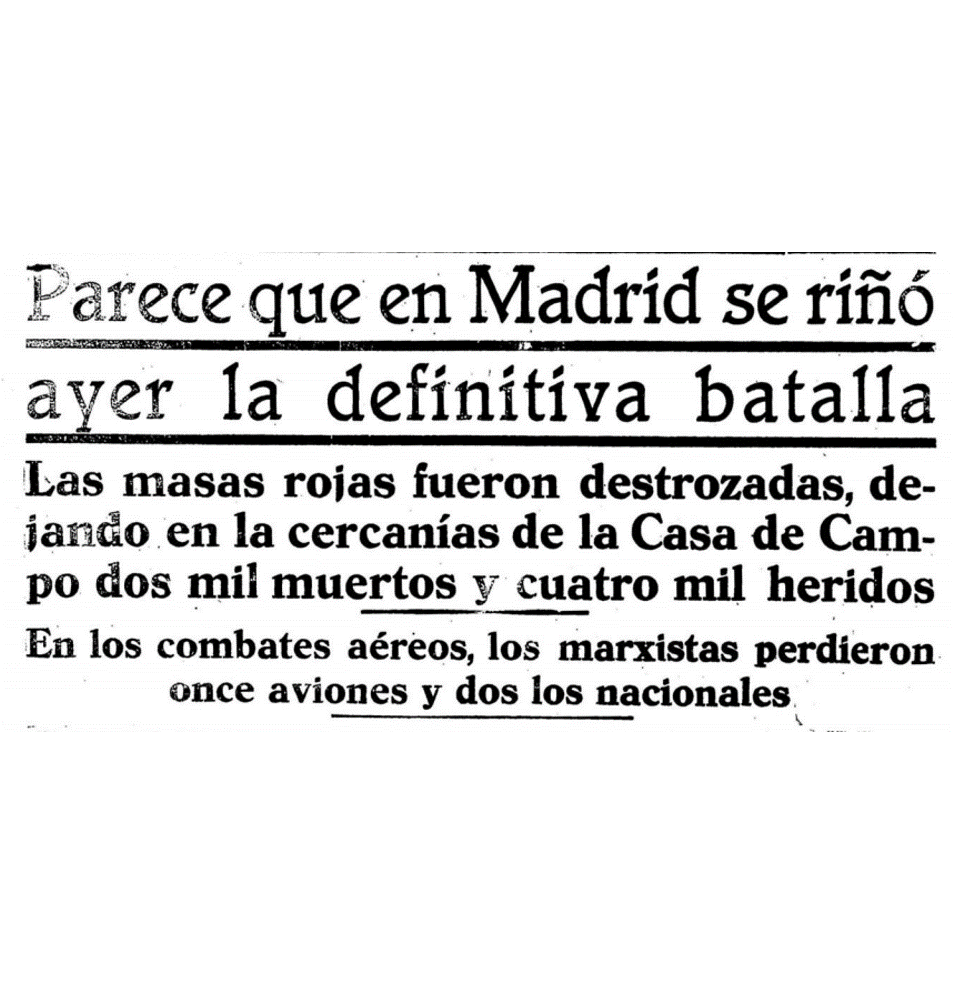 Parece que en Madrid se riñó
ayer la definitiva batalla
Las masas rojas fueron destrozadas, de-
jando en la cercanías de la Casa de Cam-
po dos mil muertos y cuatro mil heridos
En los combates aéreos, los marxistas perdieron
once aviones y dos los nacionales